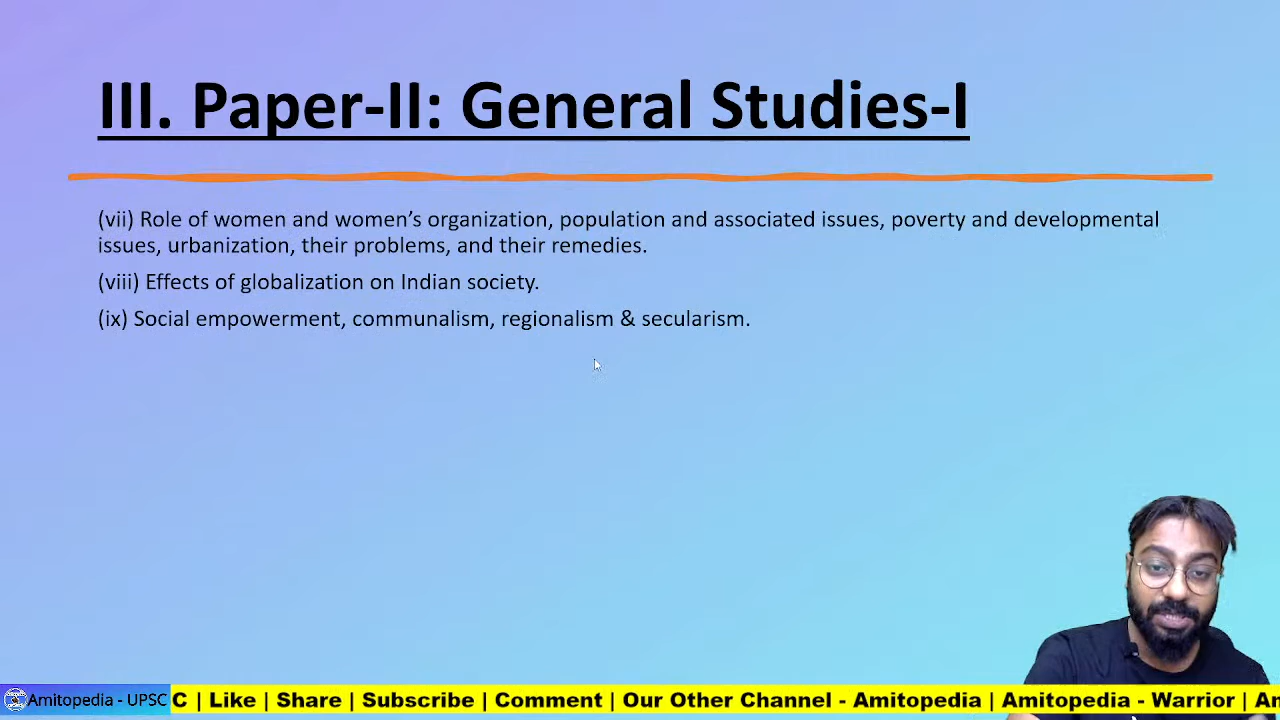 III. Paper-II: General Studies-I
(vii) Role of women and women’s organization, population and associated issues, poverty and developmental
issues, urbanization, their problems, and their remedies.
(viii) Effects of globalization on Indian society.
(ix) Social empowerment, communalism, regionalism & secularism.
Amitopedia - UPSC C | Like | Share | Subscribe | Comment | Our Other Channel - Amitopedia | Amitopedia - Warrior |